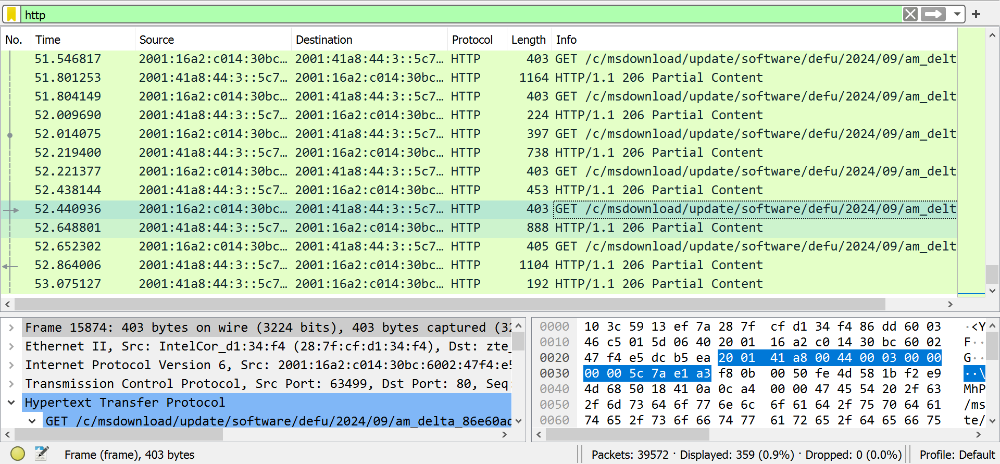 http
No. Time Source Destination Protocol Length Info
51.546817 2001:16a2:c014:30bc… 2001:41a8:44:3::5c7… HTTP 403 GET /c/msdownload/update/software/defu/2024/09/am_delt
51.801253 2001:41a8:44:3::5c7… 2001:16a2:c014:30bc… HTTP 1164 HTTP/1.1 206 Partial Content
51.804149 2001:16a2:c014:30bc… 2001:41a8:44:3::5c7… HTTP 403 GET /c/msdownload/update/software/defu/2024/09/am_delt
52.009690 2001:41a8:44:3::5c7… 2001:16a2:c014:30bc… HTTP 224 HTTP/1.1 206 Partial Content
52.014075 2001:16a2:c014:30bc… 2001:41a8:44:3::5c7… HTTP 397 GET /c/msdownload/update/software/defu/2024/09/am_delt
52.219400 2001:41a8:44:3::5c7… 2001:16a2:c014:30bc… HTTP 738 HTTP/1.1 206 Partial Content
52.221377 2001:16a2:c014:30bc… 2001:41a8:44:3::5c7… HTTP 403 GET /c/msdownload/update/software/defu/2024/09/am_delt
52.438144 2001:41a8:44:3::5c7… 2001:16a2:c014:30bc… HTTP 453 HTTP/1.1 206 Partial Content
52.440936 2001:16a2:c014:30bc… 2001:41a8:44:3::5c7… HTTP 403 GET /c/msdownload/update/software/defu/2024/09/am_delt
52.648801 2001:41a8:44:3::5c7… 2001:16a2:c014:30bc… HTTP 888 HTTP/1.1 206 Partial Content
52.652302 2001:16a2:c014:30bc… 2001:41a8:44:3::5c7… HTTP 405 GET /c/msdownload/update/software/defu/2024/09/am_delt
52.864006 2001:41a8:44:3::5c7… 2001:16a2:c014:30bc… HTTP 1104 HTTP/1.1 206 Partial Content
53.075127 2001:41a8:44:3::5c7… 2001:16a2:c014:30bc… HTTP 192 HTTP/1.1 206 Partial Content
Frame 15874: 403 bytes on wire (3224 bits), 403 bytes captured (32
Ethernet II, Src: IntelCor_d1:34:f4 (28:7f:cf:d1:34:f4), Dst: zte_
Internet Protocol Version 6, Src: 2001:16a2:c014:30bc:6002:47f4:e5
Transmission Control Protocol, Src Port: 63499, Dst Port: 80, Seq:
Hypertext Transfer Protocol
GET /c/msdownload/update/software/defu/2024/09/am_delta_86e60ad
0000 10 3c 59 13 ef 7a 28 7f cf d1 34 f4 86 dd 60 03 ·<Y
0010 46 c5 01 5d 06 40 20 01 16 a2 c0 14 30 bc 60 02 F··
0020 47 f4 e5 dc b5 ea 20 01 41 a8 00 44 00 03 00 00 G··
0030 00 00 5c 7a e1 a3 f8 0b 00 50 fe 4d 58 1b f2 e9 ··\
0040 4d 68 50 18 41 0a 0c a4 00 00 47 45 54 20 2f 63 MhP
0050 2f 6d 73 64 6f 77 6e 6c 6f 61 64 2f 75 70 64 61 /ms
0060 74 65 2f 73 6f 66 74 77 61 72 65 2f 64 65 66 75 te/
Frame (frame), 403 bytes
Packets: 39572 · Displayed: 359 (0.9%) · Dropped: 0 (0.0%)
Profile: Default